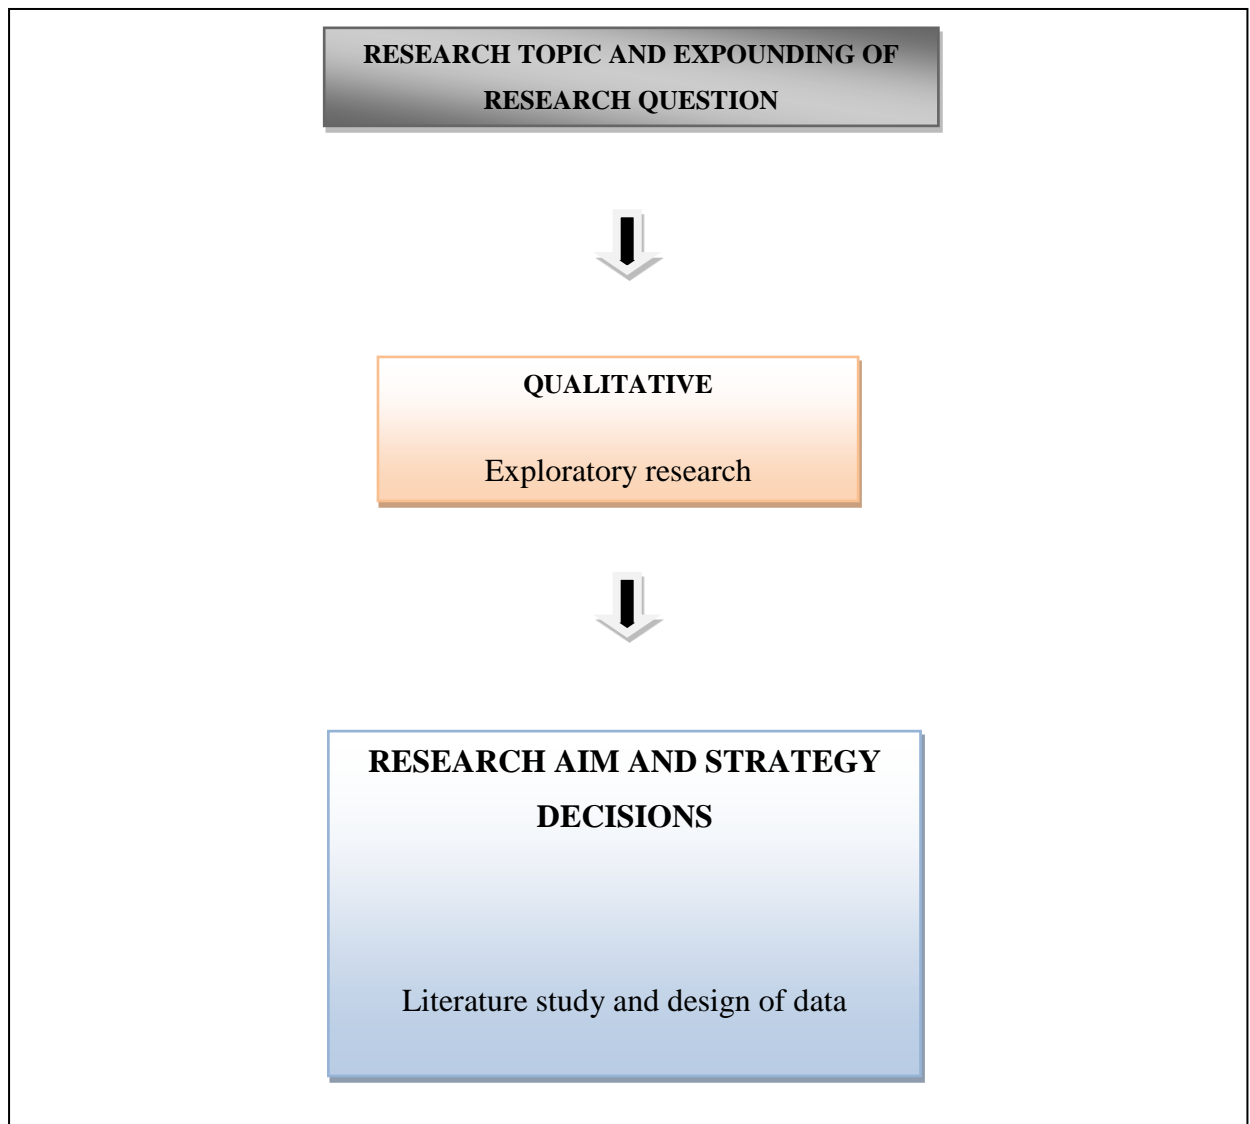 RESEARCH TOPIC AND EXPOUNDING OF
RESEARCH QUESTION
QUALITATIVE
Exploratory research
RESEARCH AIM AND STRATEGY
DECISIONS
Literature study and design of data